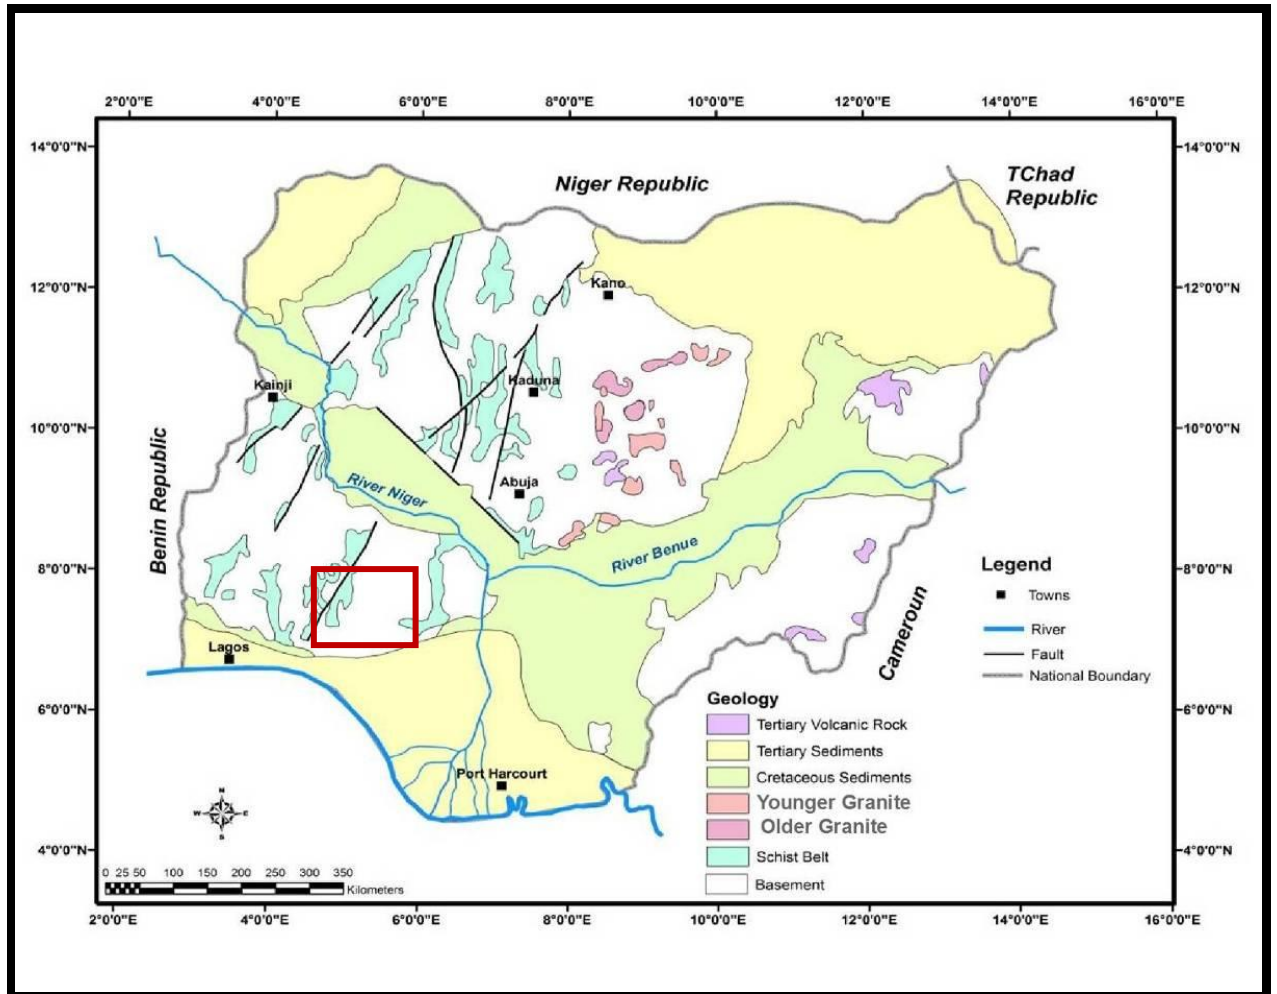 2°0'0"E 4°0'0"E 6°0'0"E 8°0'0"E 10°0'0"E 12°0'0"E 14°0'0"E 16°0'0"E
14°0'0"N 14°0'0"N
Niger Republic
TChad
Republic
12°0'0"N 12°0'0"N
Kano
Kainji
Kaduna
10°0'0"N 10°0'0"N
Benin Republic
River Niger
Abuja
River Benue
8°0'0"N 8°0'0"N
Cameroun
Lagos
6°0'0"N 6°0'0"N
Port Harcourt
4°0'0"N 4°0'0"N
Legend
Towns
River
Fault
National Boundary
Geology
Tertiary Volcanic Rock
Tertiary Sediments
Cretaceous Sediments
Younger Granite
Older Granite
Schist Belt
Basement
N
W E
S
0 25 50 100 150 200 250 300 350
Kilometers
2°0'0"E 4°0'0"E 6°0'0"E 8°0'0"E 10°0'0"E 12°0'0"E 14°0'0"E 16°0'0"E